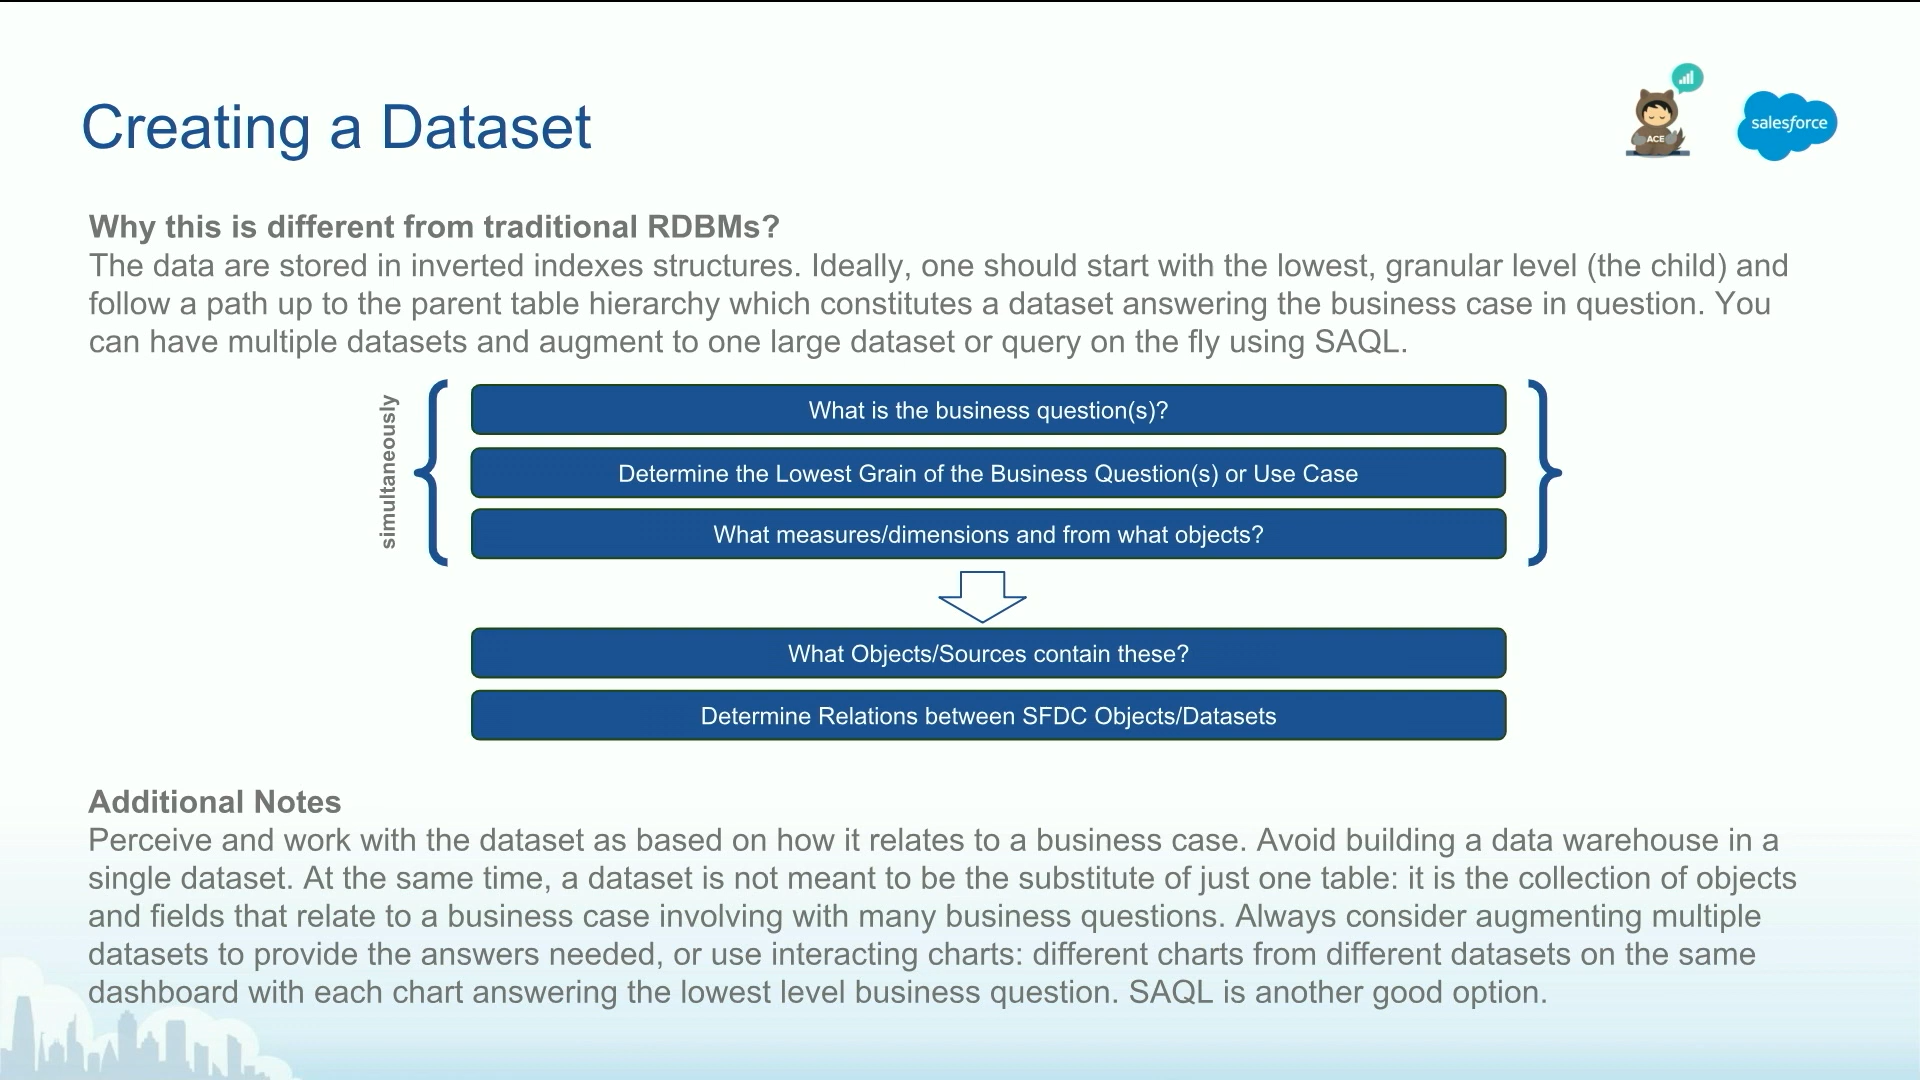 Creating a Dataset
ACE
salesforce
Why this is different from traditional RDBMs?
The data are stored in inverted indexes structures. Ideally, one should start with the lowest, granular level (the child) and
follow a path up to the parent table hierarchy which constitutes a dataset answering the business case in question. You
can have multiple datasets and augment to one large dataset or query on the fly using SAQL.
simultaneously
What is the business question(s)?
Determine the Lowest Grain of the Business Question(s) or Use Case
What measures/dimensions and from what objects?
What Objects/Sources contain these?
Determine Relations between SFDC Objects/Datasets
Additional Notes
Perceive and work with the dataset as based on how it relates to a business case. Avoid building a data warehouse in a
single dataset. At the same time, a dataset is not meant to be the substitute of just one table: it is the collection of objects
and fields that relate to a business case involving with many business questions. Always consider augmenting multiple
datasets to provide the answers needed, or use interacting charts: different charts from different datasets on the same
dashboard with each chart answering the lowest level business question. SAQL is another good option.